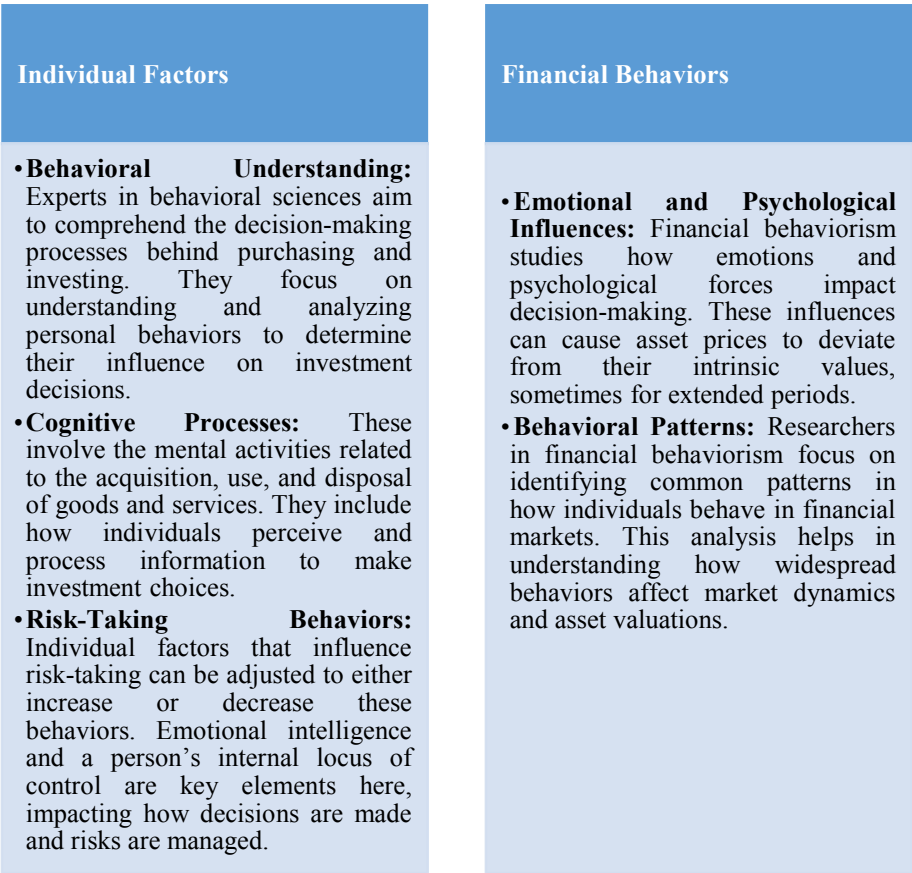 Individual Factors
•Behavioral Understanding:
Experts in behavioral sciences aim
to comprehend the decision-making
processes behind purchasing and
investing. They focus on
understanding and analyzing
personal behaviors to determine
their influence on investment
decisions.
•Cognitive Processes: These
involve the mental activities related
to the acquisition, use, and disposal
of goods and services. They include
how individuals perceive and
process information to make
investment choices.
•Risk-Taking Behaviors:
Individual factors that influence
risk-taking can be adjusted to either
increase or decrease these
behaviors. Emotional intelligence
and a person’s internal locus of
control are key elements here,
impacting how decisions are made
and risks are managed.
Financial Behaviors
•Emotional and Psychological
Influences: Financial behaviorism
studies how emotions and
psychological forces impact
decision-making. These influences
can cause asset prices to deviate
from their intrinsic values,
sometimes for extended periods.
•Behavioral Patterns: Researchers
in financial behaviorism focus on
identifying common patterns in
how individuals behave in financial
markets. This analysis helps in
understanding how widespread
behaviors affect market dynamics
and asset valuations.